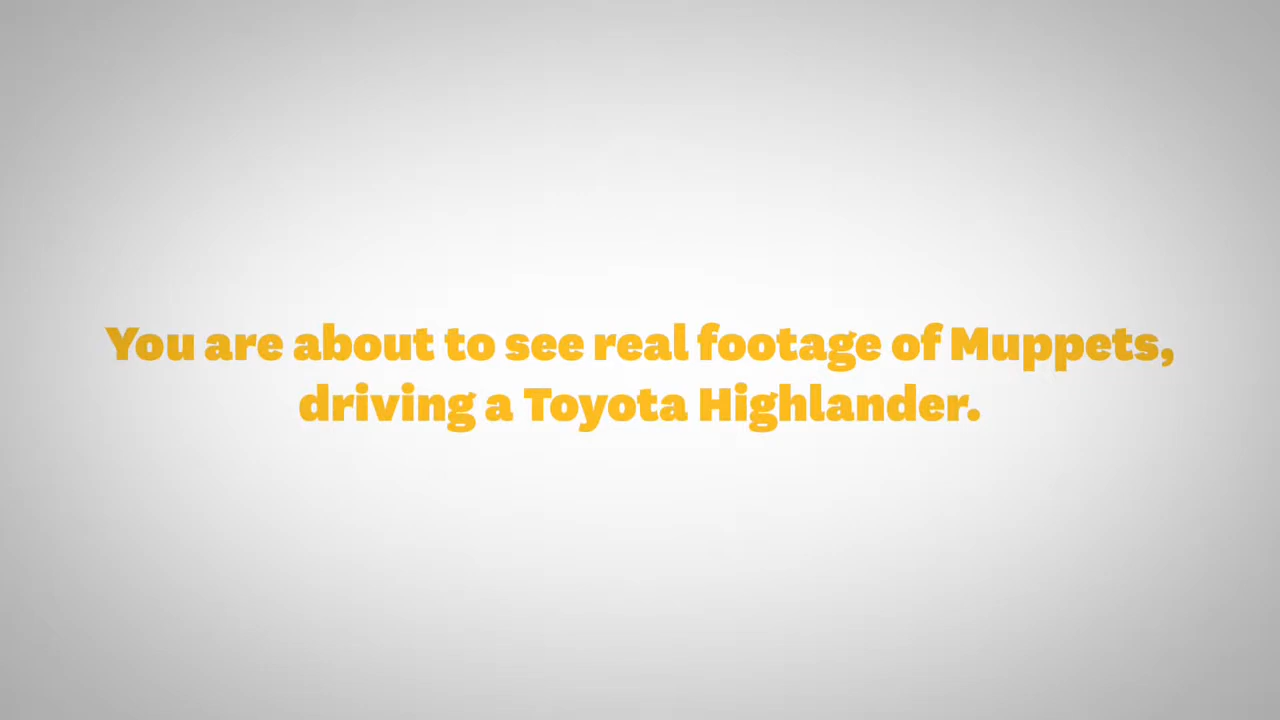 You are about to see real footage of Muppets,
driving a Toyota Highlander.